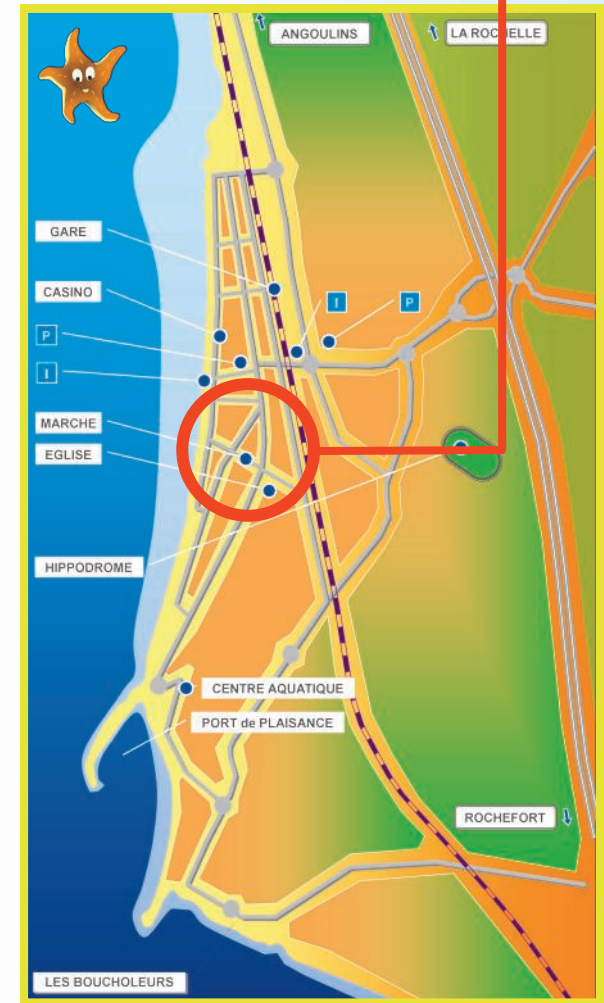 ANGOULINS
LA ROCHELLE
GARE
I
P
CASINO
P
I
MARCHE
EGLISE
HIPPODROME
CENTRE AQUATIQUE
PORT de PLAISANCE
ROCHEFORT
LES BOUCHOLEURS